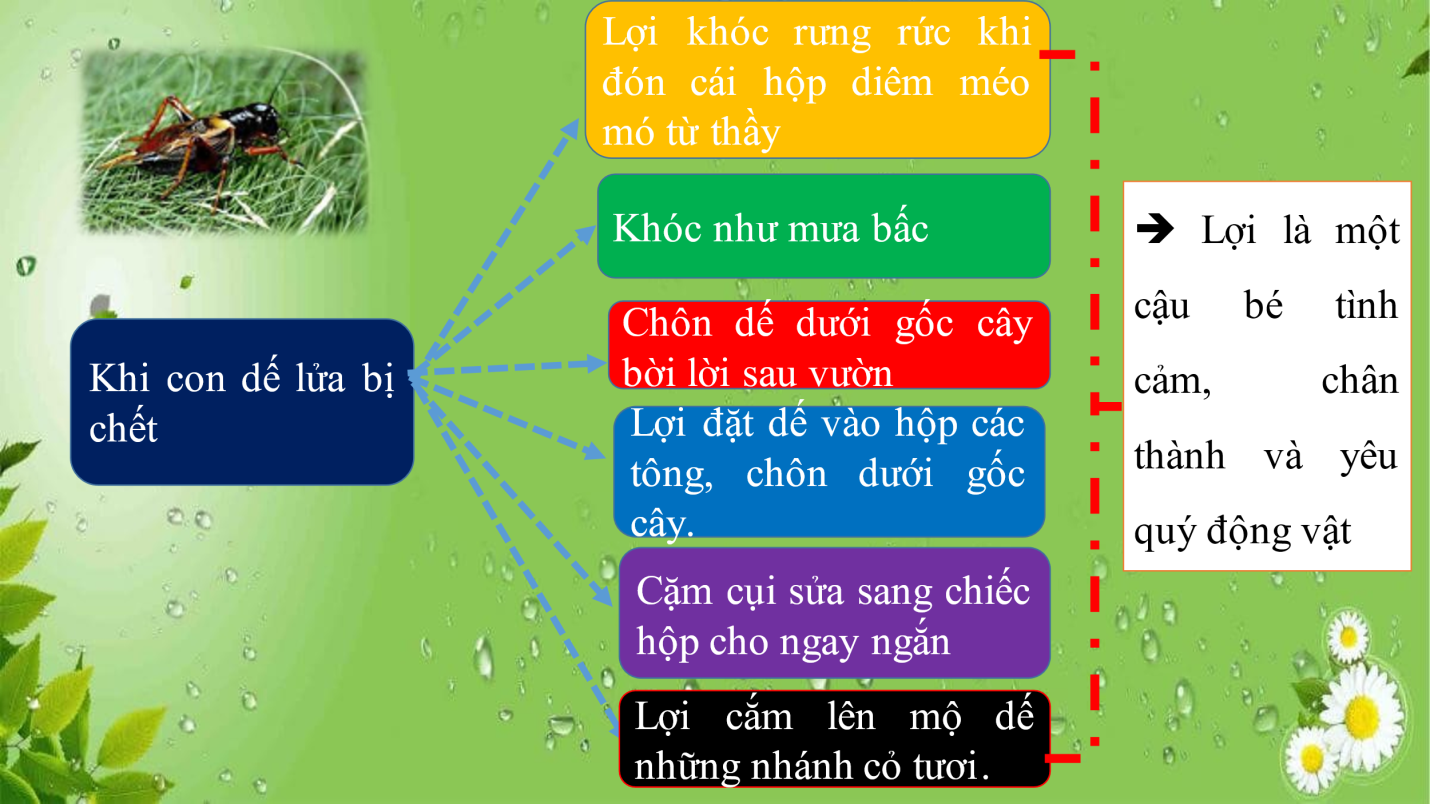 Khi con dế lửa bị
chết
Lợi khóc rưng rức khi
đón cái hộp diêm méo
mó từ thầy
Khóc như mưa bấc
Chôn dế dưới gốc cây
bời lời sau vườn
Lợi đặt dế vào hộp các
tông, chôn dưới gốc
cây.
Cặm cụi sửa sang chiếc
hộp cho ngay ngắn
Lợi cắm lên mộ dế
những nhánh cỏ tươi.
➔ Lợi là một
cậu bé tình
cảm, chân
thành và yêu
quý động vật